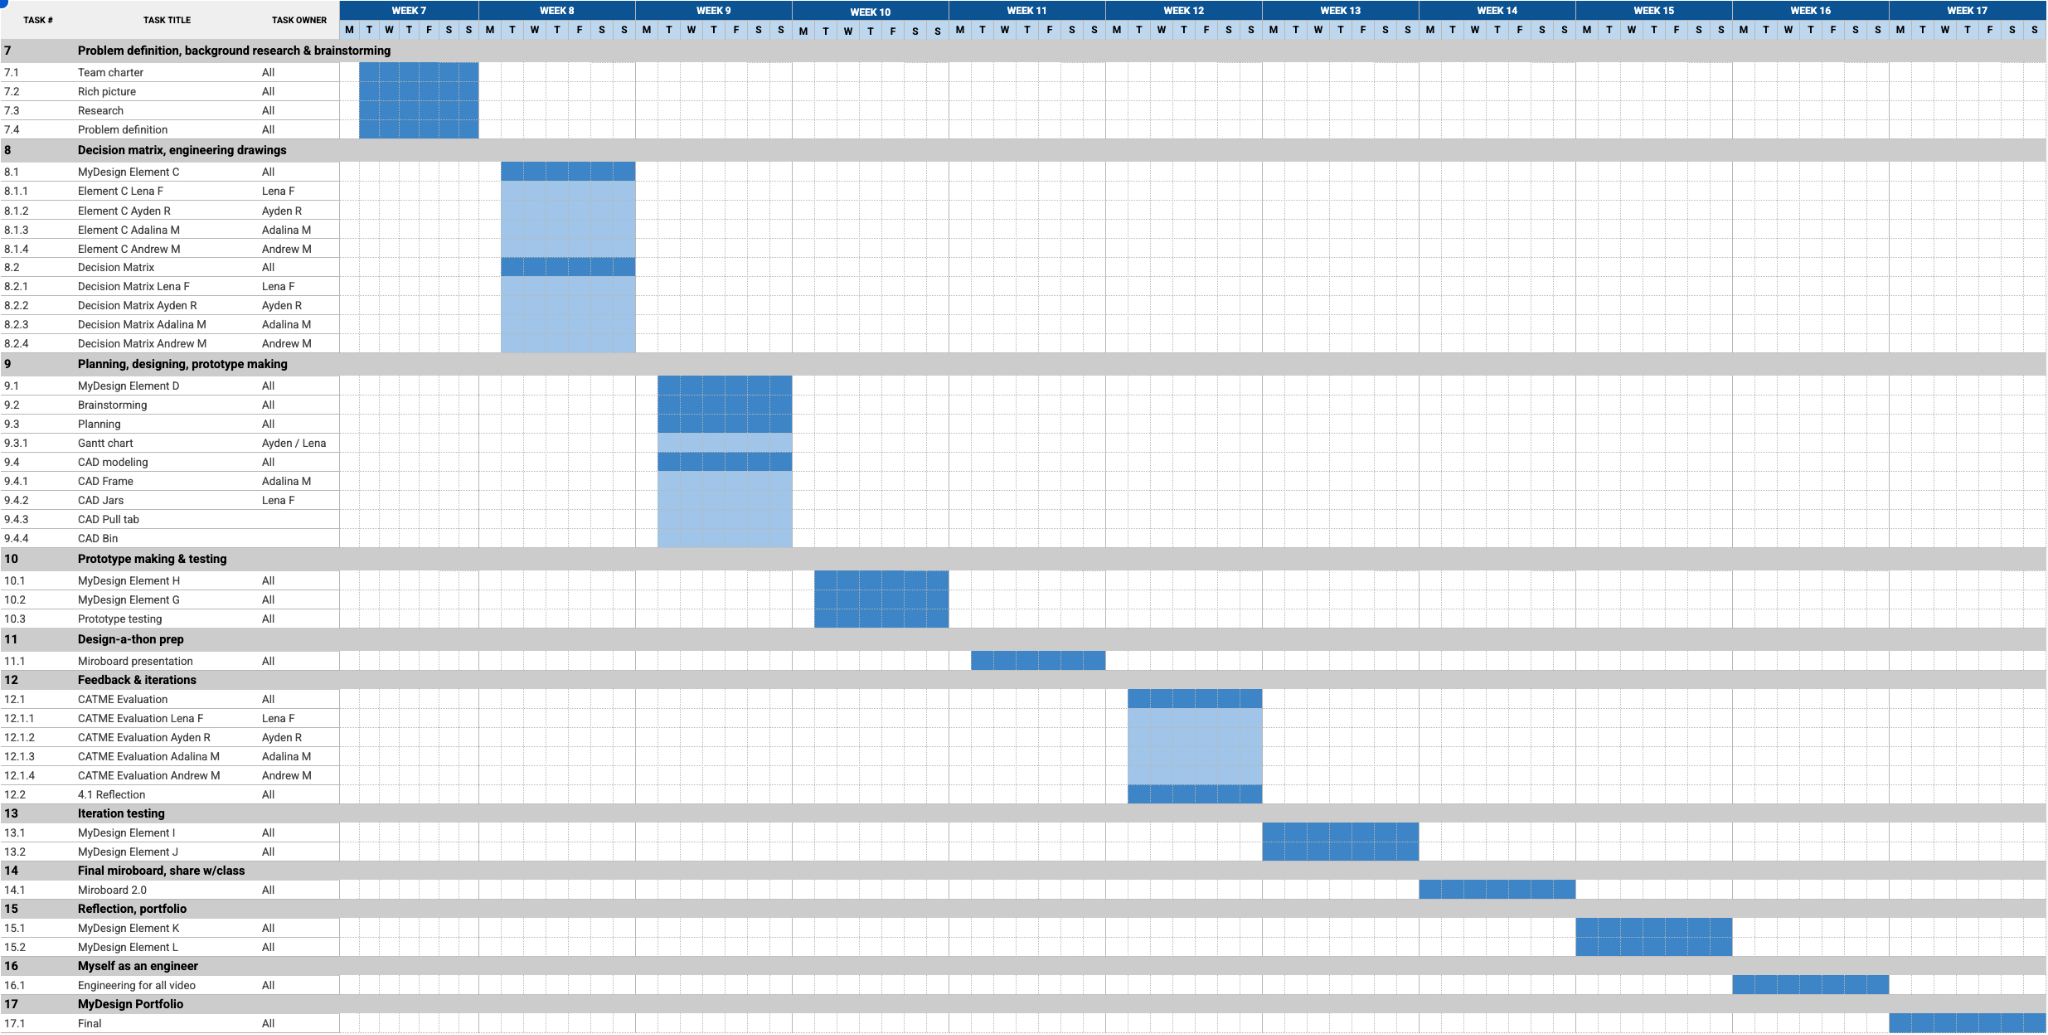 TASK # TASK TITLE TASK OWNER WEEK 7 WEEK 8 WEEK 9 WEEK 10 WEEK 11 WEEK 12 WEEK 13 WEEK 14 WEEK 15 WEEK 16 WEEK 17
M T W T F S S M T W T F S S M T W T F S S M T W T F S S M T W T F S S M T W T F S S M T W T F S S M T W T F S S M T W T F S S M T W T F S S M T W T F S S
7 Problem definition, background research & brainstorming
7.1 Team charter All
7.2 Rich picture All
7.3 Research All
7.4 Problem definition All
8 Decision matrix, engineering drawings
8.1 MyDesign Element C All
8.1.1 Element C Lena F Lena F
8.1.2 Element C Ayden R Ayden R
8.1.3 Element C Adalina M Adalina M
8.1.4 Element C Andrew M Andrew M
8.2 Decision Matrix All
8.2.1 Decision Matrix Lena F Lena F
8.2.2 Decision Matrix Ayden R Ayden R
8.2.3 Decision Matrix Adalina M Adalina M
8.2.4 Decision Matrix Andrew M Andrew M
9 Planning, designing, prototype making
9.1 MyDesign Element D All
9.2 Brainstorming All
9.3 Planning All
9.3.1 Gantt chart Ayden / Lena
9.4 CAD modeling All
9.4.1 CAD Frame Adalina M
9.4.2 CAD Jars Lena F
9.4.3 CAD Pull tab
9.4.4 CAD Bin
10 Prototype making & testing
10.1 MyDesign Element H All
10.2 MyDesign Element G All
10.3 Prototype testing All
11 Design-a-thon prep
11.1 Miroboard presentation All
12 Feedback & iterations
12.1 CATME Evaluation All
12.1.1 CATME Evaluation Lena F Lena F
12.1.2 CATME Evaluation Ayden R Ayden R
12.1.3 CATME Evaluation Adalina M Adalina M
12.1.4 CATME Evaluation Andrew M Andrew M
12.2 4.1 Reflection All
13 Iteration testing
13.1 MyDesign Element I All
13.2 MyDesign Element J All
14 Final miroboard, share w/class
14.1 Miroboard 2.0 All
15 Reflection, portfolio
15.1 MyDesign Element K All
15.2 MyDesign Element L All
16 Myself as an engineer
16.1 Engineering for all video All
17 MyDesign Portfolio
17.1 Final All